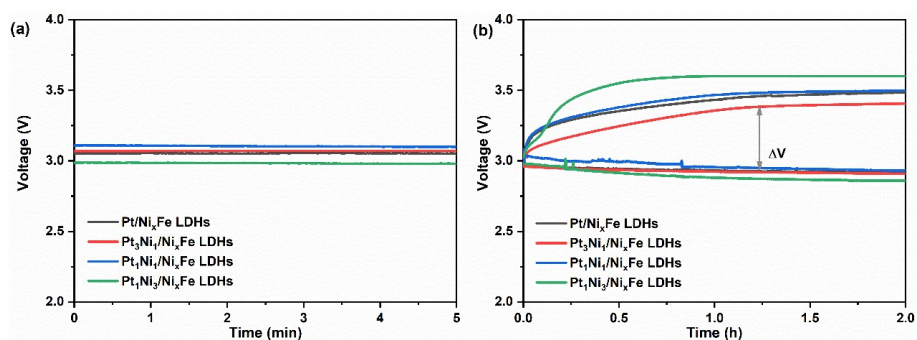 (a)
4.0
3.5
3.0
2.5
2.0
Voltage (V)
Pt/NiₓFe LDHs
Pt₃Ni₁/NiₓFe LDHs
Pt₁Ni₁/NiₓFe LDHs
Pt₁Ni₃/NiₓFe LDHs
0 1 2 3 4 5
Time (min)
(b)
4.0
3.5
3.0
2.5
2.0
Voltage (V)
ΔV
Pt/NiₓFe LDHs
Pt₃Ni₁/NiₓFe LDHs
Pt₁Ni₁/NiₓFe LDHs
Pt₁Ni₃/NiₓFe LDHs
0.0 0.5 1.0 1.5 2.0
Time (h)